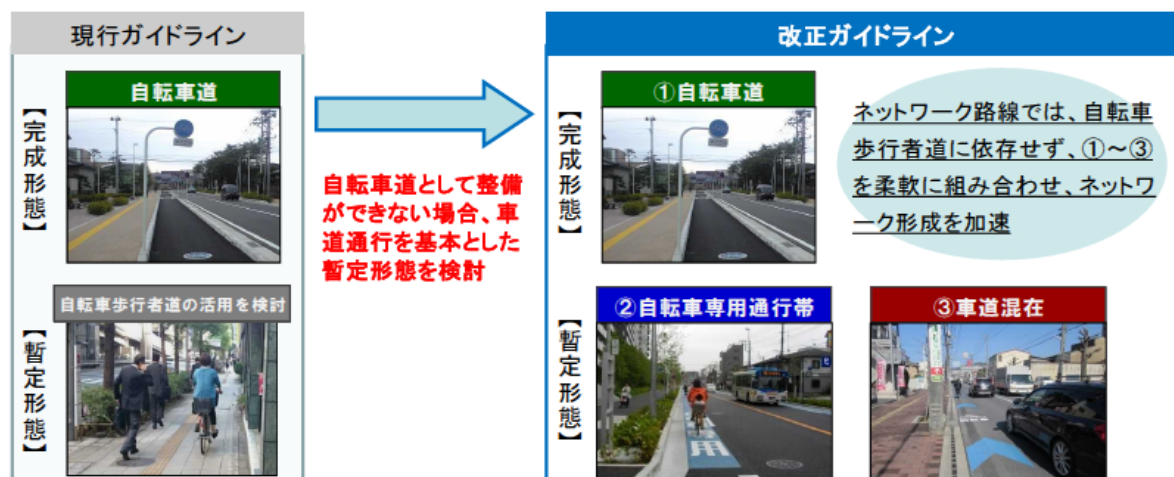 現行ガイドライン
【完成形態】
自転車道
【暫定形態】
自転車歩行者道の活用を検討
自転車道として整備
ができない場合、車
道通行を基本とした
暫定形態を検討
改正ガイドライン
【完成形態】
①自転車道
ネットワーク路線では、自転車
歩行者道に依存せず、①～③
を柔軟に組み合わせ、ネットワ
ーク形成を加速
【暫定形態】
②自転車専用通行帯
用
③車道混在